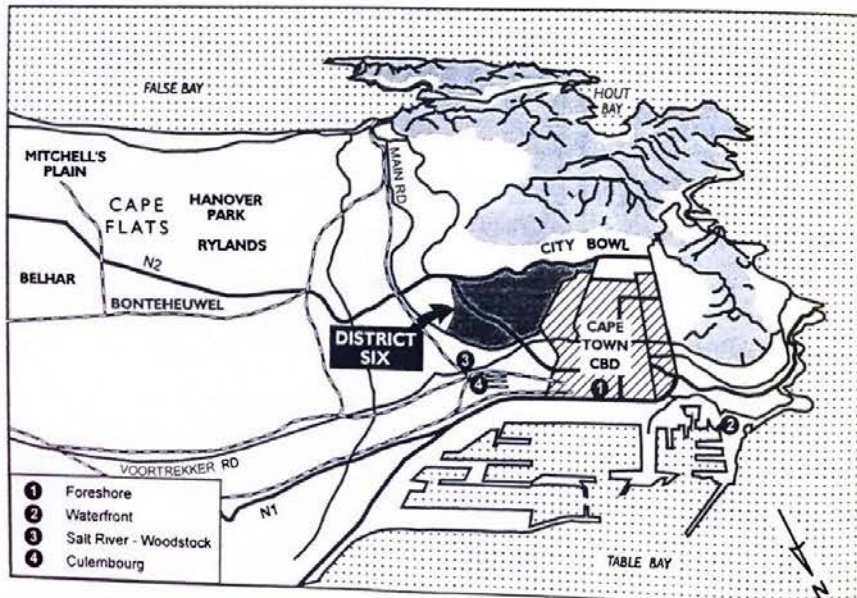 FALSE BAY
HOUT
BAY
MITCHELL'S
PLAIN
CAPE
FLATS
HANOVER
PARK
RYLANDS
MAIN RD
CITY BOWL
N2
BELHAR
BONTEHEUWEL
DISTRICT
SIX
CAPE
TOWN
CBD
3
4
1
2
VOORTREKKER RD
N1
1 Foreshore
2 Waterfront
3 Salt River - Woodstock
4 Culembourg
TABLE BAY
N